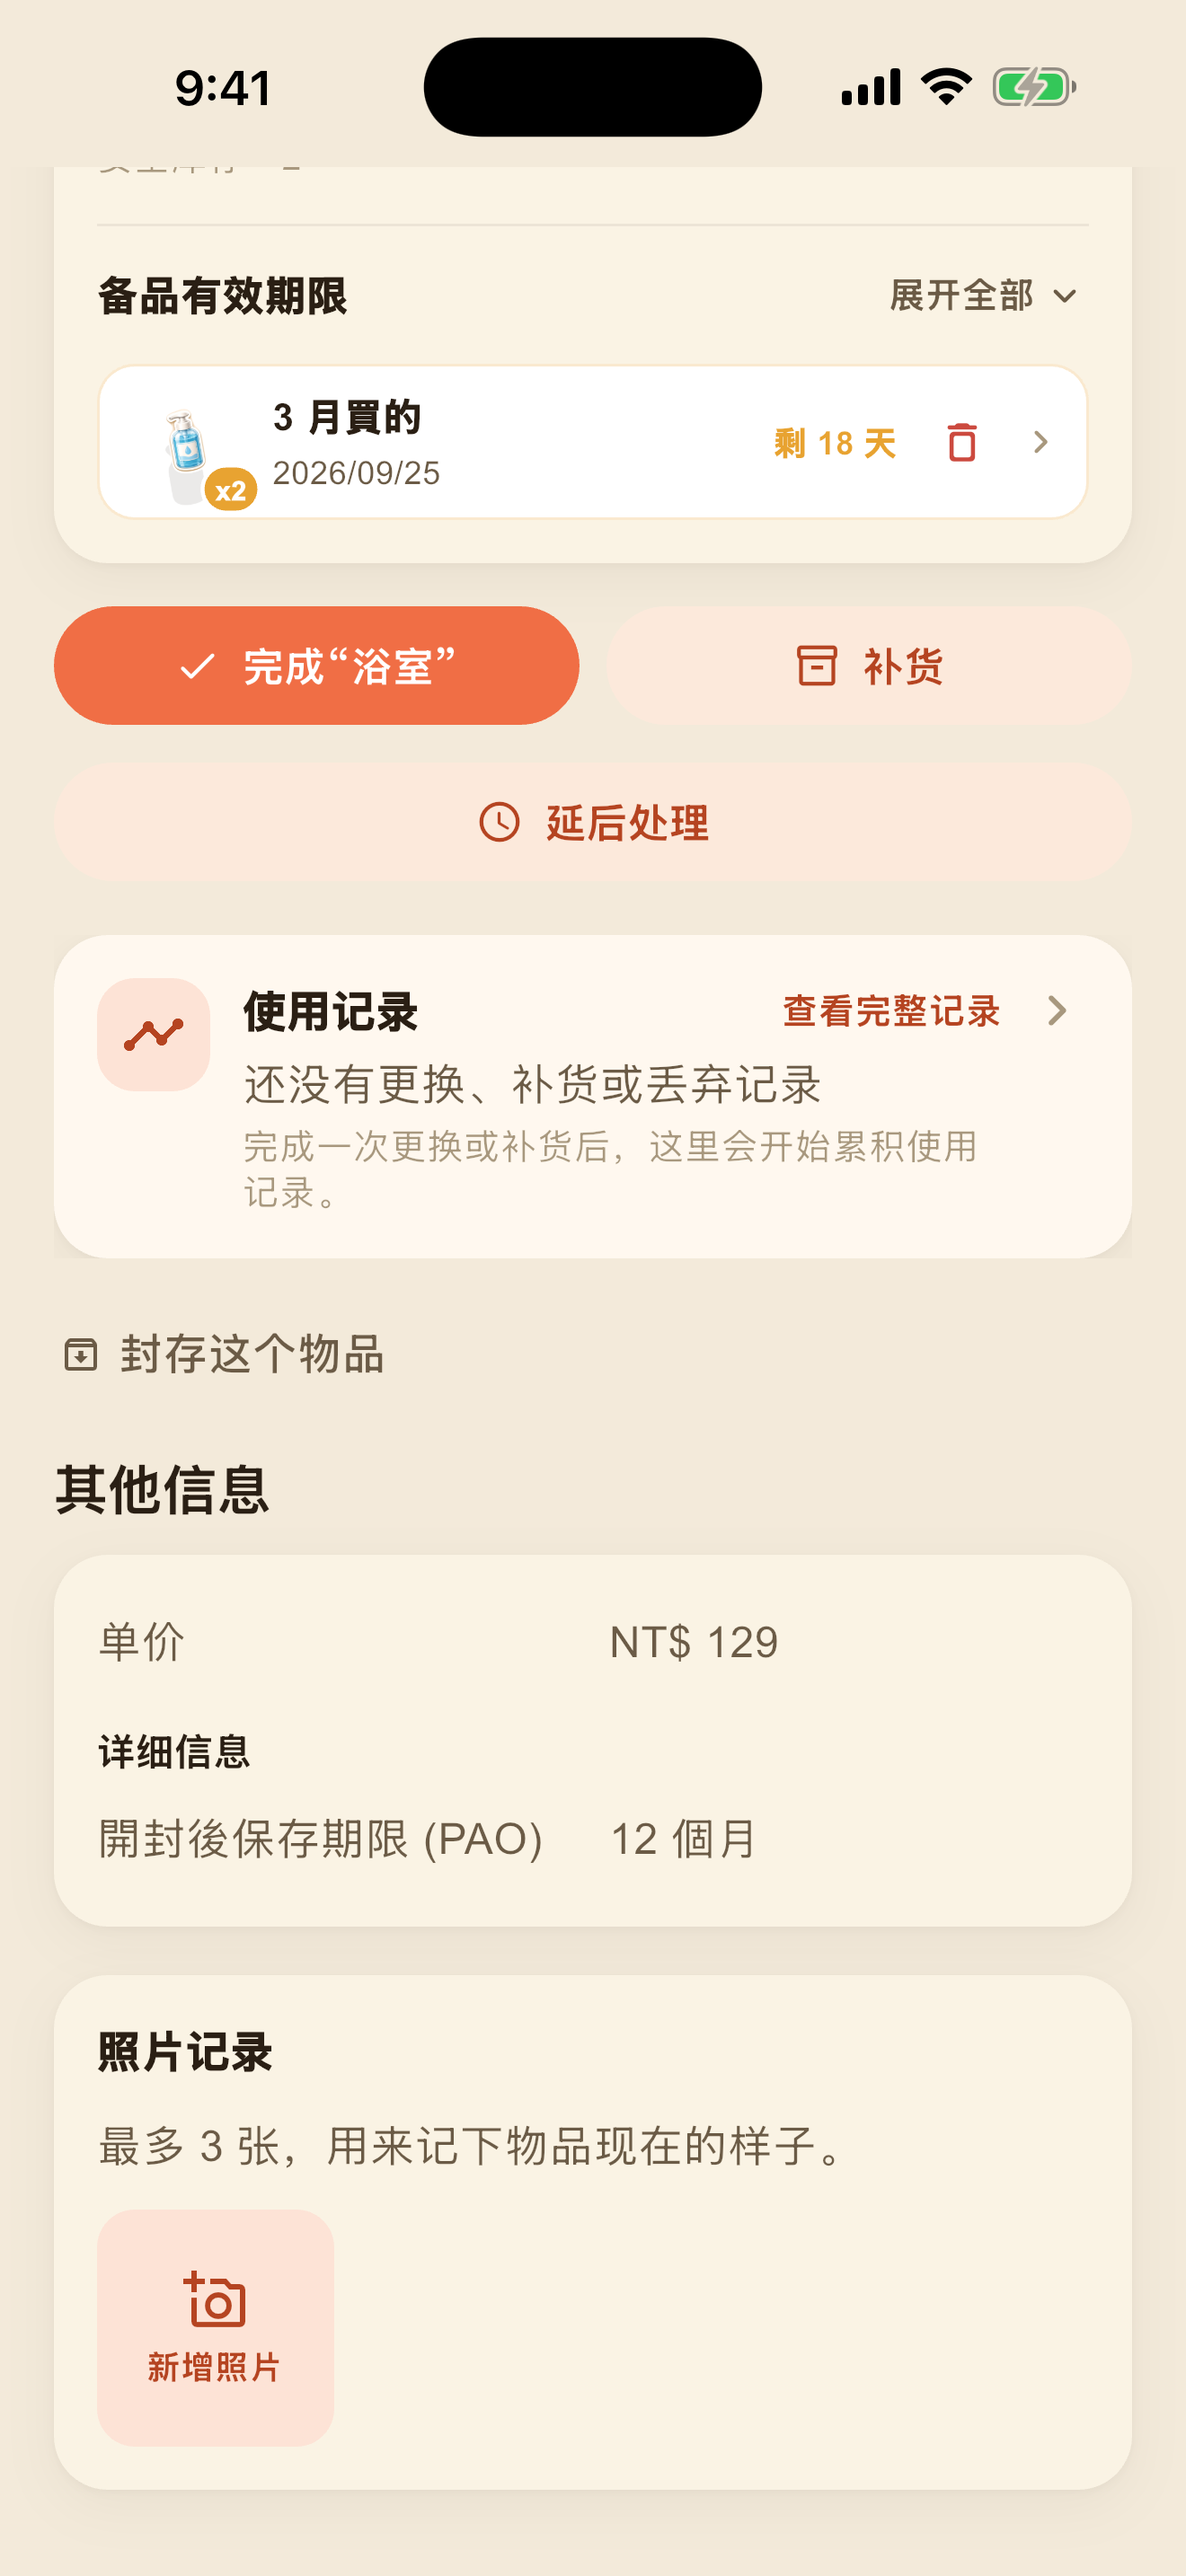 9:41
备品有效期限
展开全部
3 月買的
2026/09/25
x2
剩 18 天
完成“浴室”
补货
延后处理
使用记录
查看完整记录
还没有更换、补货或丢弃记录
完成一次更换或补货后，这里会开始累积使用
记录。
封存这个物品
其他信息
单价
NT$ 129
详细信息
開封後保存期限 (PAO)
12 個月
照片记录
最多 3 张，用来记下物品现在的样子。
新增照片